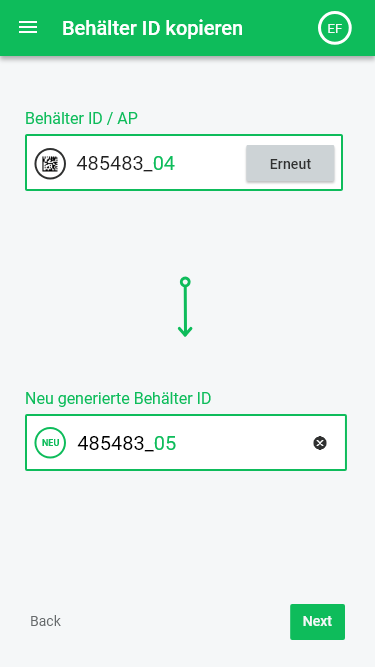 Behälter ID kopieren
EF
Behälter ID / AP
485483_04
Erneut
Neu generierte Behälter ID
NEU
485483_05
Back
Next